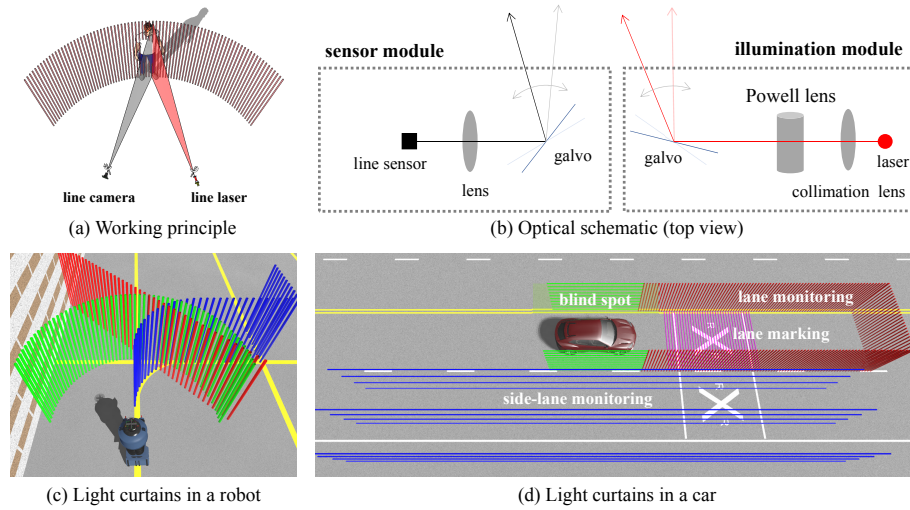 line camera
line laser
(a) Working principle
sensor module
illumination module
Powell lens
line sensor
lens
galvo
galvo
laser
collimation lens
(b) Optical schematic (top view)
(c) Light curtains in a robot
blind spot
lane monitoring
lane marking
side-lane monitoring
(d) Light curtains in a car